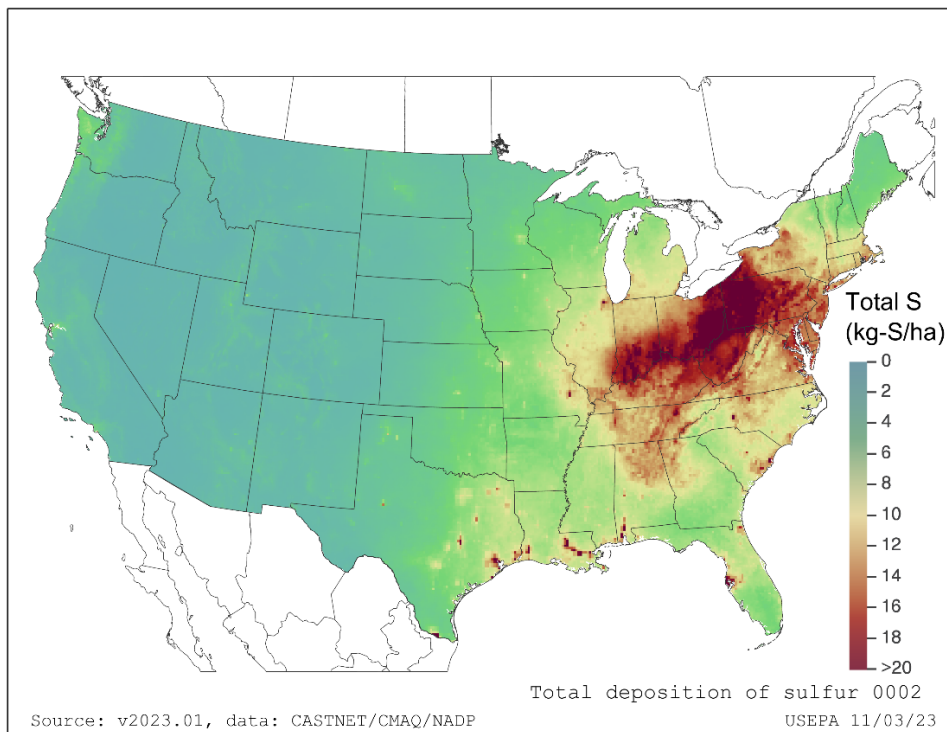 Total S
(kg-S/ha)
0
2
4
6
8
10
12
14
16
18
>20
Total deposition of sulfur 0002
Source: v2023.01, data: CASTNET/CMAQ/NADP
USEPA 11/03/23